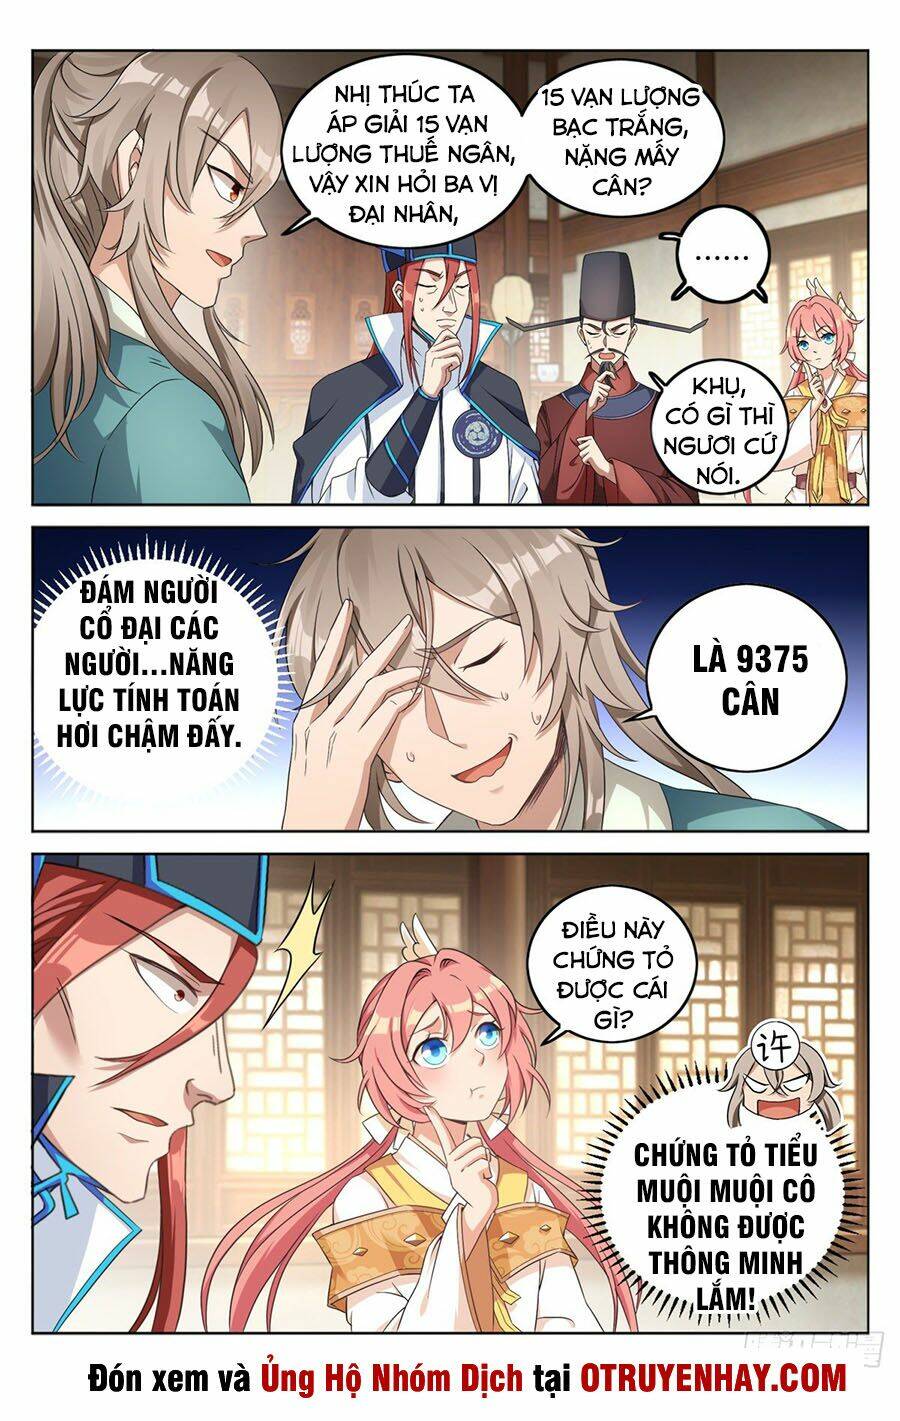 NHỊ THÚC TA
ÁP GIẢI 15 VẠN
LƯỢNG THUẾ NGÂN,
VẬY XIN HỎI BA VỊ
ĐẠI NHÂN,
15 VẠN LƯỢNG
BẠC TRẮNG,
NẶNG MẤY
CÂN?
......
KHỤ,
CÓ GÌ THÌ
NGƯƠI CỨ
NÓI.
ĐÁM NGƯỜI
CỔ ĐẠI CÁC
NGƯỜI...NĂNG
LỰC TÍNH TOÁN
HƠI CHẬM ĐẤY.
LÀ 9375
CÂN
ĐIỀU NÀY
CHỨNG TỎ
ĐƯỢC CÁI
GÌ?
许
CHỨNG TỎ TIỂU
MUỘI MUỘI CÔ
KHÔNG ĐƯỢC
THÔNG MINH
LẮM!
Đón xem và Ủng Hộ Nhóm Dịch tại OTRUYENHAY.COM